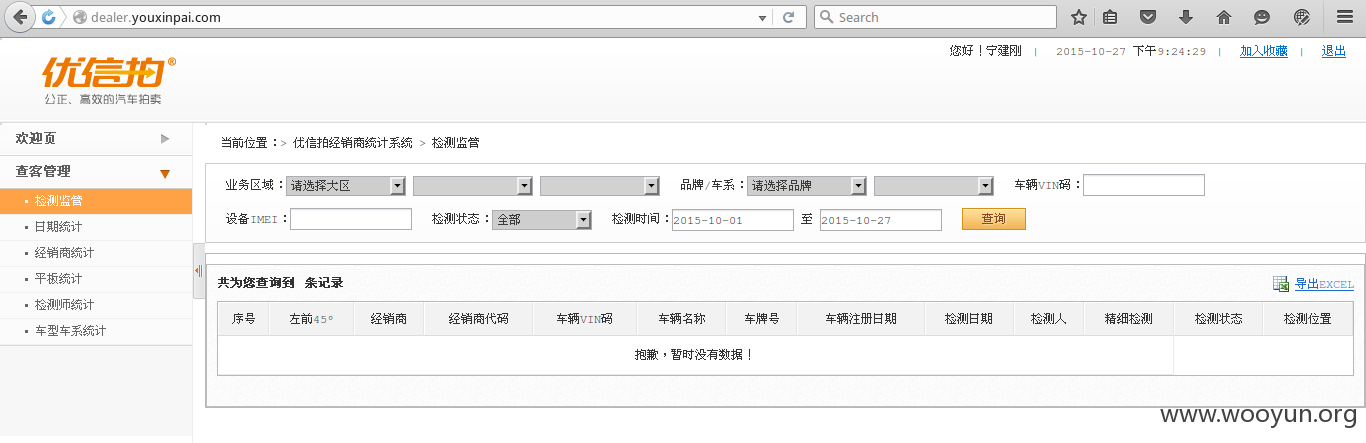 dealer.youxinpai.com
Search
您好！宁建刚 | 2015-10-27 下午9:24:29 | 加入收藏 | 退出
优信拍®
公正、高效的汽车拍卖
欢迎页
查客管理
检测监管
日期统计
经销商统计
平板统计
检测师统计
车型车系统计
当前位置：> 优信拍经销商统计系统 > 检测监管
业务区域：请选择大区 品牌/车系：请选择品牌 车辆VIN码：
设备IMEI： 检测状态：全部 检测时间：2015-10-01 至 2015-10-27 查询
共为您查询到 条记录 导出EXCEL
序号 左前45° 经销商 经销商代码 车辆VIN码 车辆名称 车牌号 车辆注册日期 检测日期 检测人 精细检测 检测状态 检测位置
抱歉，暂时没有数据！
www.wooyun.org